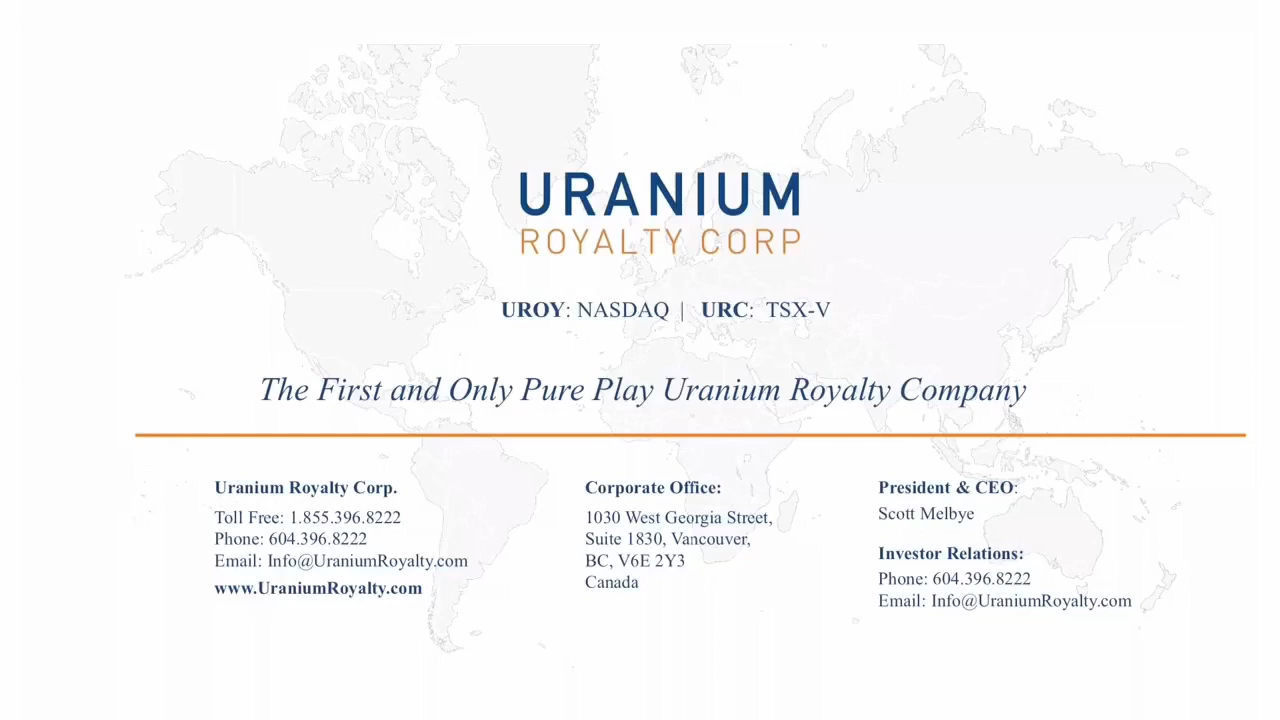 URANIUM
ROYALTY CORP
UROY: NASDAQ | URC: TSX-V
The First and Only Pure Play Uranium Royalty Company
Uranium Royalty Corp.
Toll Free: 1.855.396.8222
Phone: 604.396.8222
Email: Info@UraniumRoyalty.com
www.UraniumRoyalty.com
Corporate Office:
1030 West Georgia Street,
Suite 1830, Vancouver,
BC, V6E 2Y3
Canada
President & CEO:
Scott Melbye
Investor Relations:
Phone: 604.396.8222
Email: Info@UraniumRoyalty.com